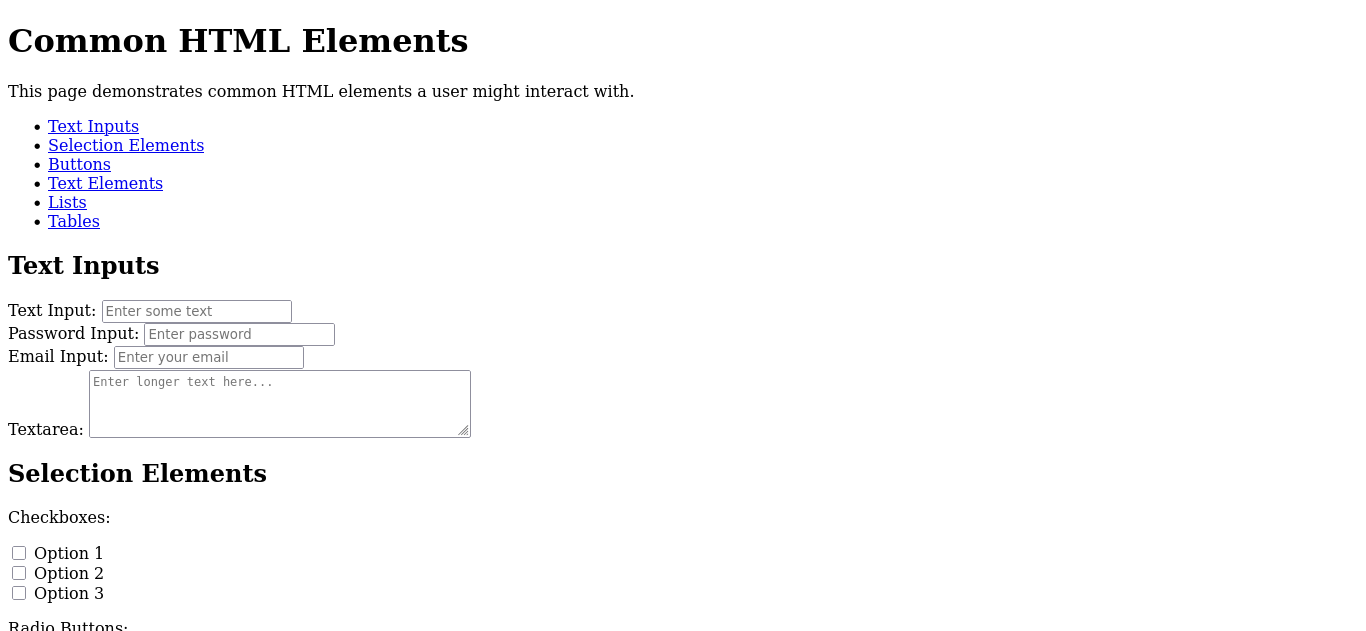 Common HTML Elements
This page demonstrates common HTML elements a user might interact with.
Text Inputs
Selection Elements
Buttons
Text Elements
Lists
Tables
Text Inputs
Text Input: Enter some text
Password Input: Enter password
Email Input: Enter your email
Enter longer text here...
Textarea:
Selection Elements
Checkboxes:
Option 1
Option 2
Option 3
Radio Buttons: